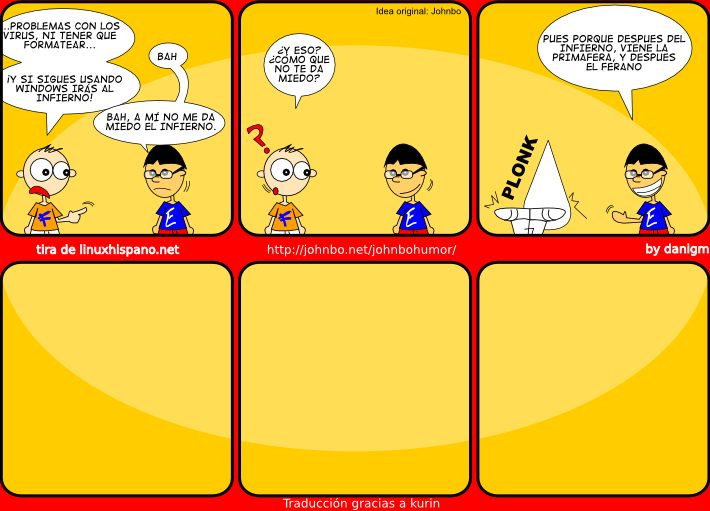 ..PROBLEMAS CON LOS
VIRUS, NI TENER QUE
FORMATEAR...
¡Y SI SIGUES USANDO
WINDOWS IRÁS AL
INFIERNO!
BAH
BAH, A MÍ NO ME DA
MIEDO EL INFIERNO.
F
E
Idea original: Johnbo
¿Y ESO?
¿CÓMO QUE
NO TE DA
MIEDO?
?
F
E
PUES PORQUE DESPUES DEL
INFIERNO, VIENE LA
PRIMAFERA, Y DESPUES
EL FERANO
PLONK
E
tira de linuxhispano.net
http://johnbo.net/johnbohumor/
by danigm
Traducción gracias a kurin